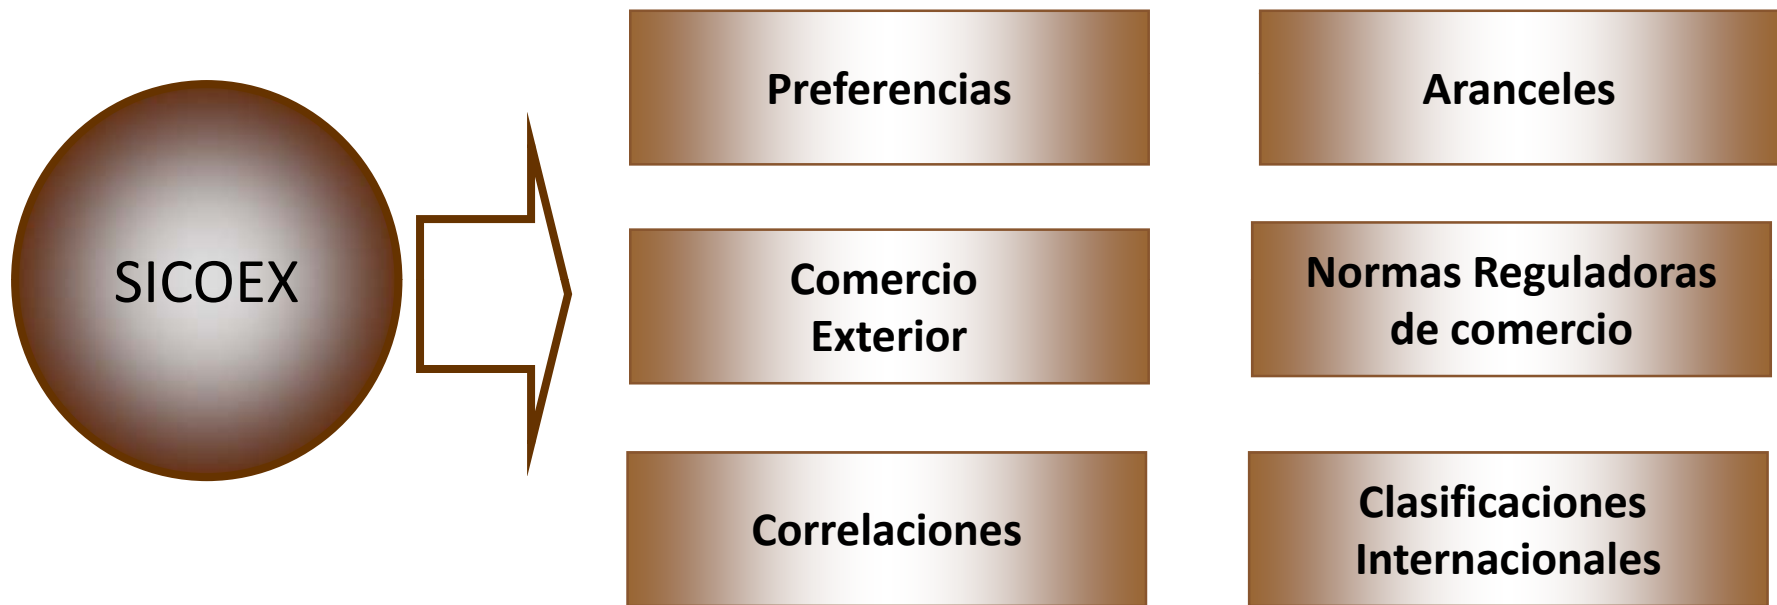 SICOEX
Preferencias
Aranceles
Comercio
Exterior
Normas Reguladoras
de comercio
Correlaciones
Clasificaciones
Internacionales